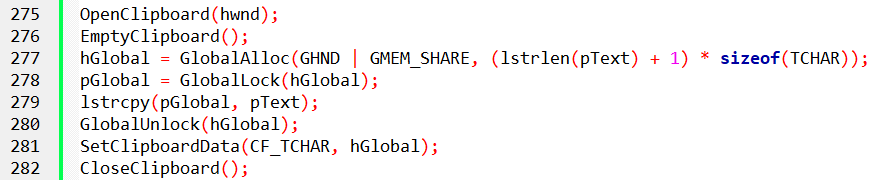 275 OpenClipboard(hwnd);
276 EmptyClipboard();
277 hGlobal = GlobalAlloc(GHND | GMEM_SHARE, (lstrlen(pText) + 1) * sizeof(TCHAR));
278 pGlobal = GlobalLock(hGlobal);
279 lstrcpy(pGlobal, pText);
280 GlobalUnlock(hGlobal);
281 SetClipboardData(CF_TCHAR, hGlobal);
282 CloseClipboard();